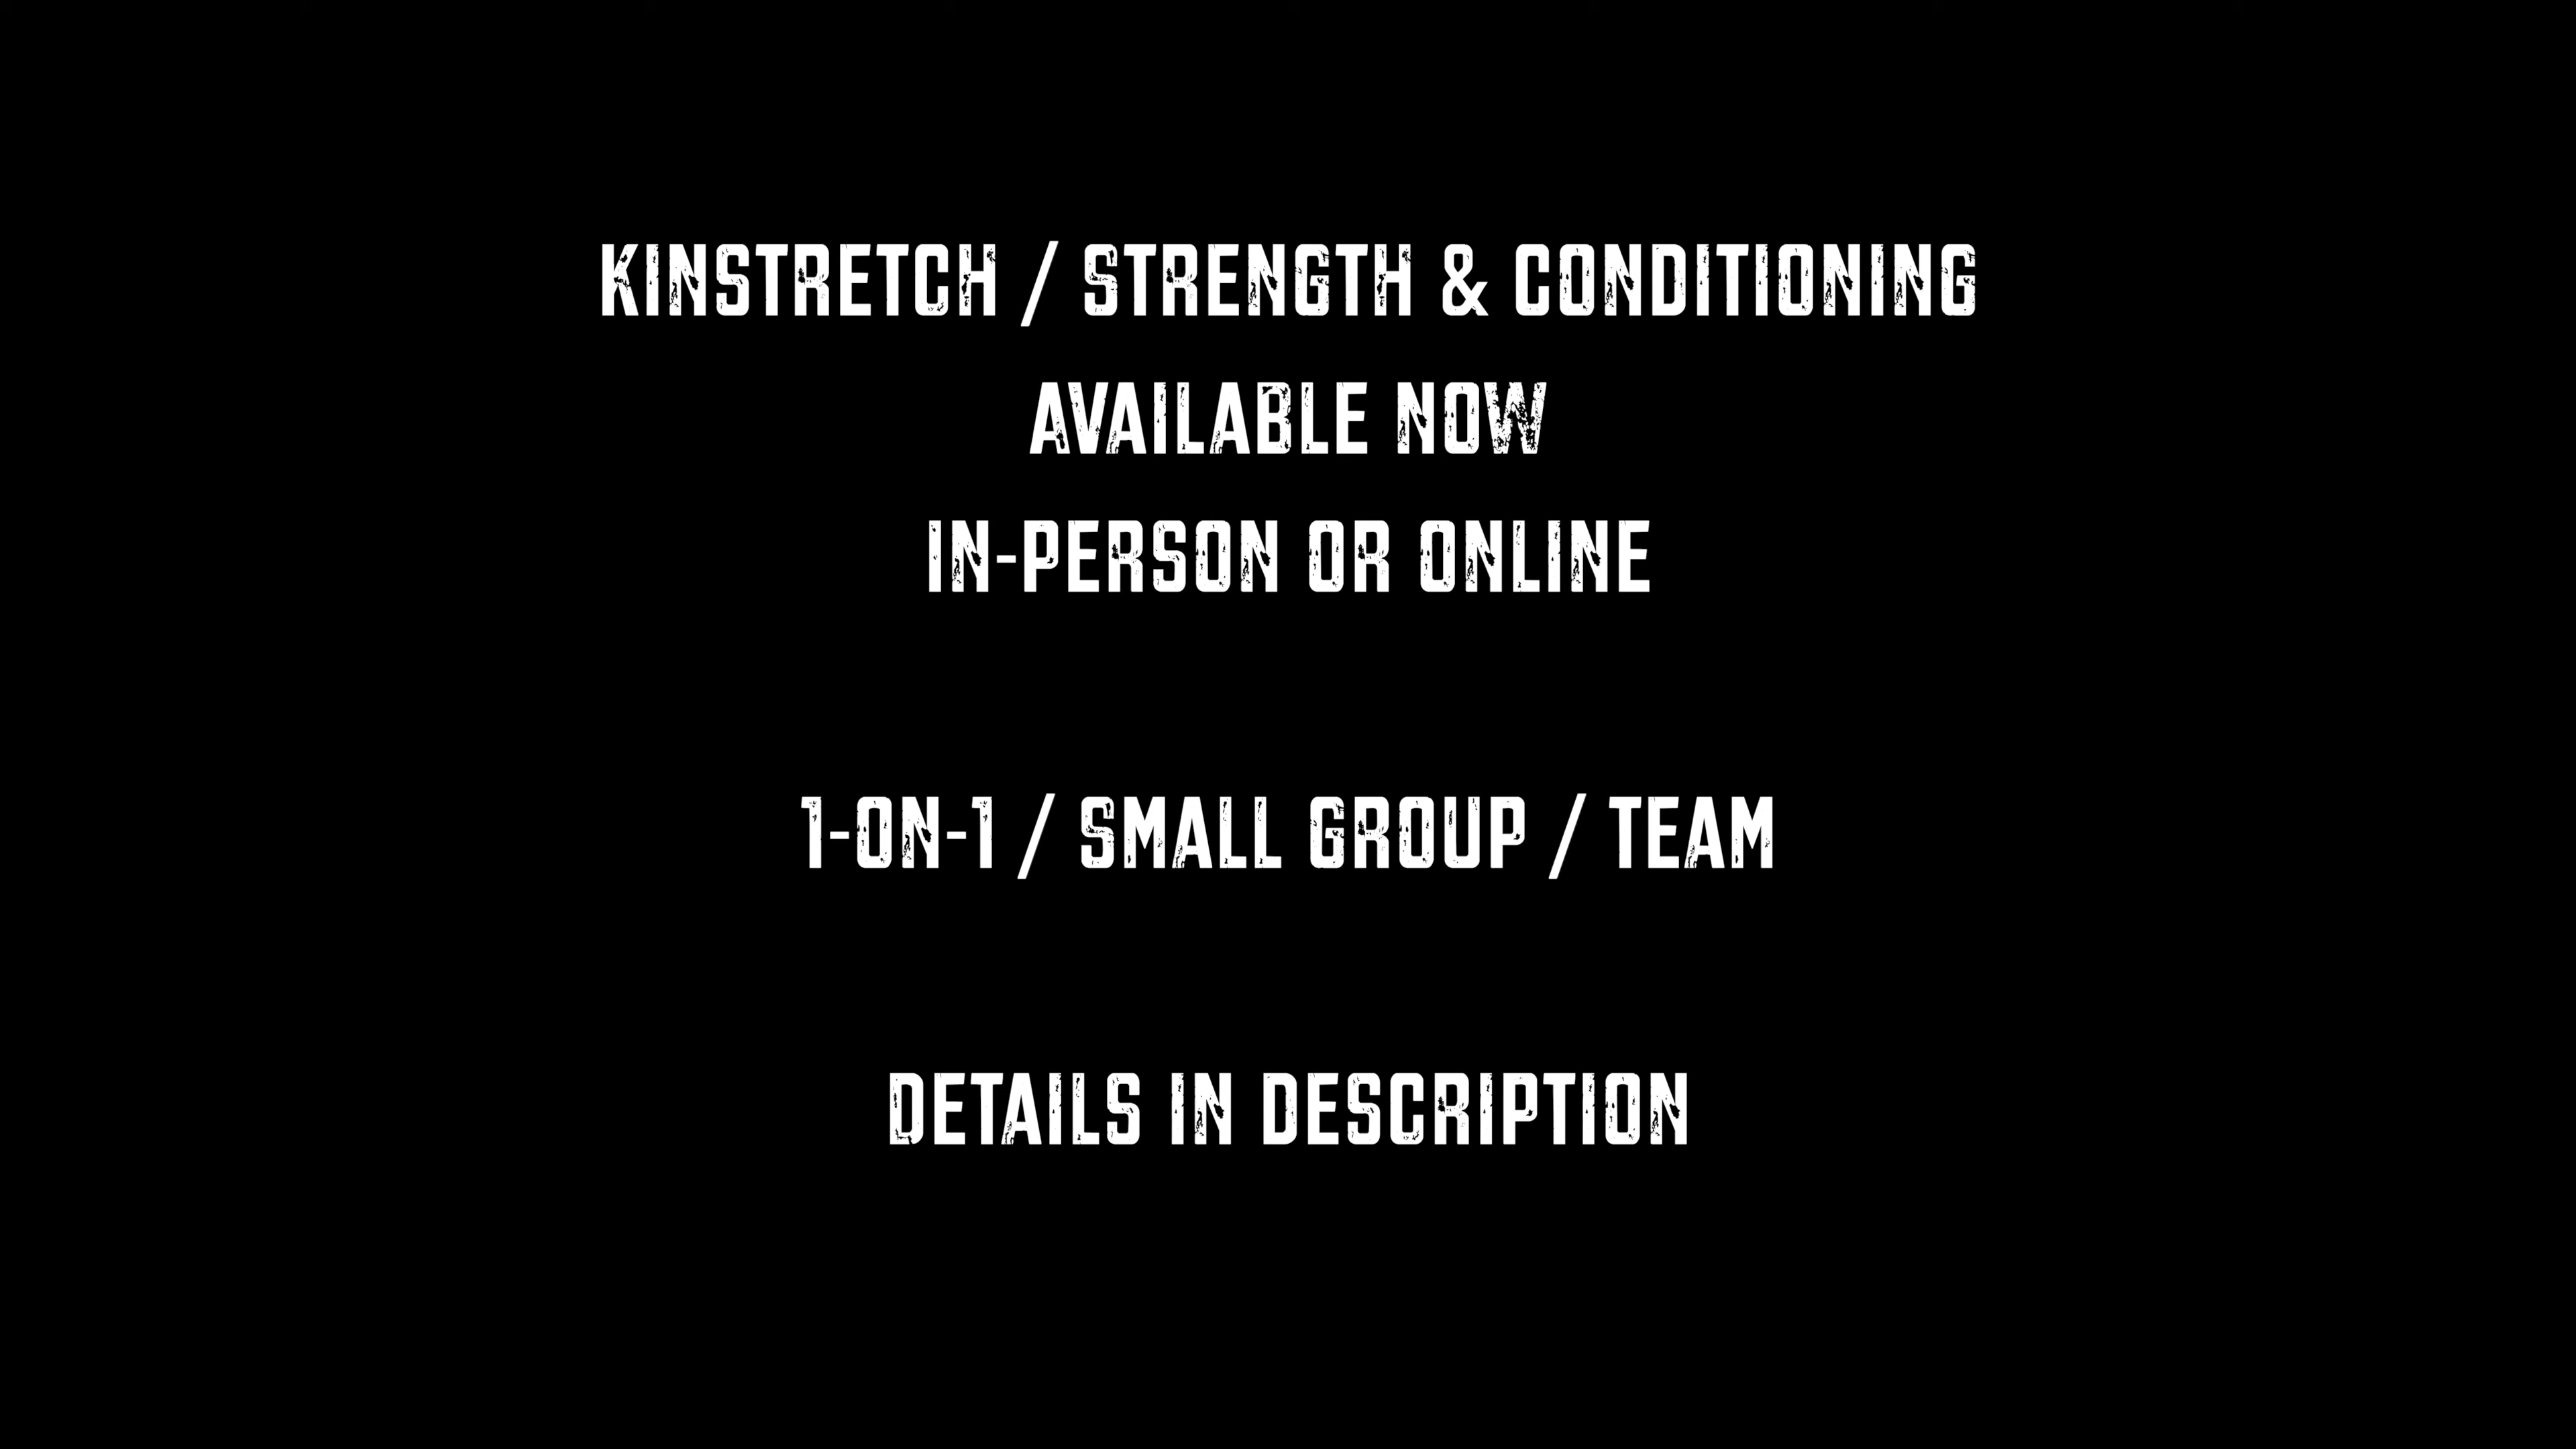 KINSTRETCH / STRENGTH & CONDITIONING
AVAILABLE NOW
IN-PERSON OR ONLINE
1-ON-1 / SMALL GROUP / TEAM
DETAILS IN DESCRIPTION